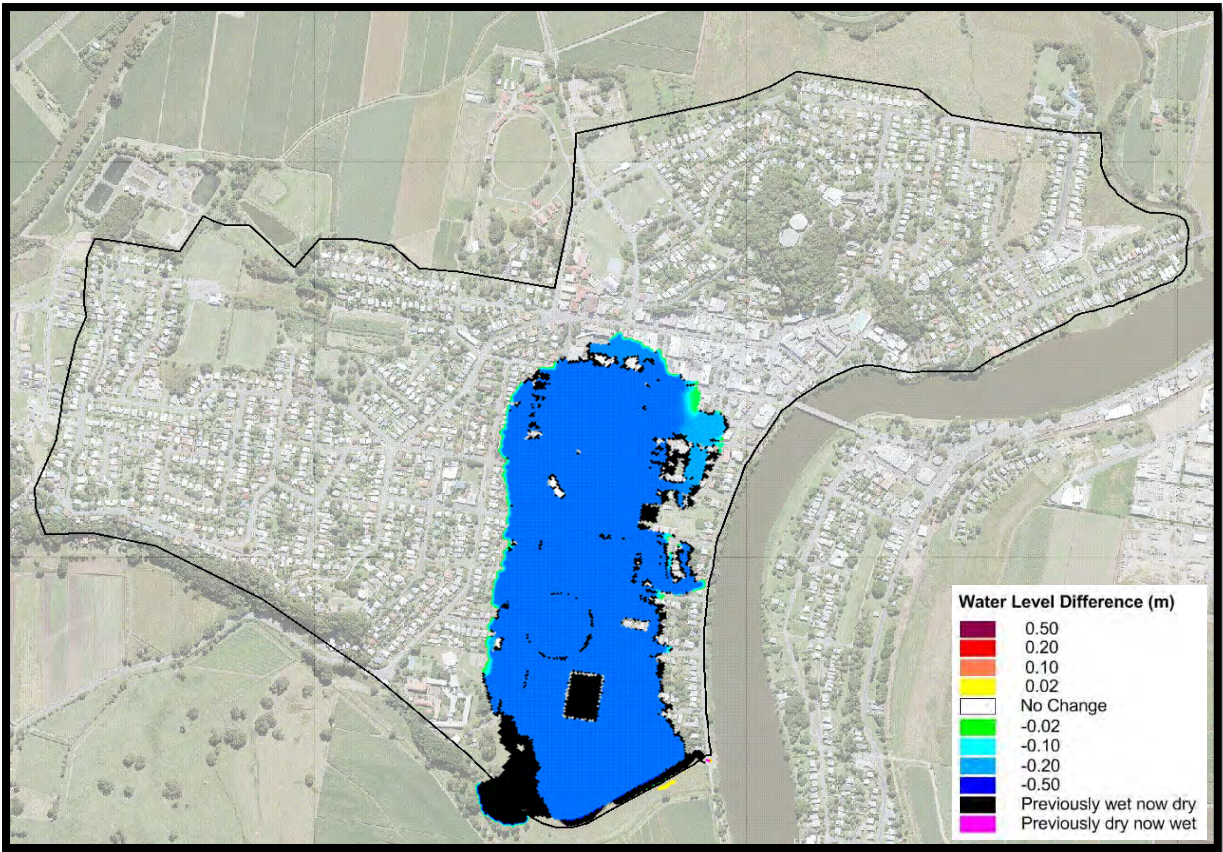 Water Level Difference (m)
0.50
0.20
0.10
0.02
No Change
-0.02
-0.10
-0.20
-0.50
Previously wet now dry
Previously dry now wet